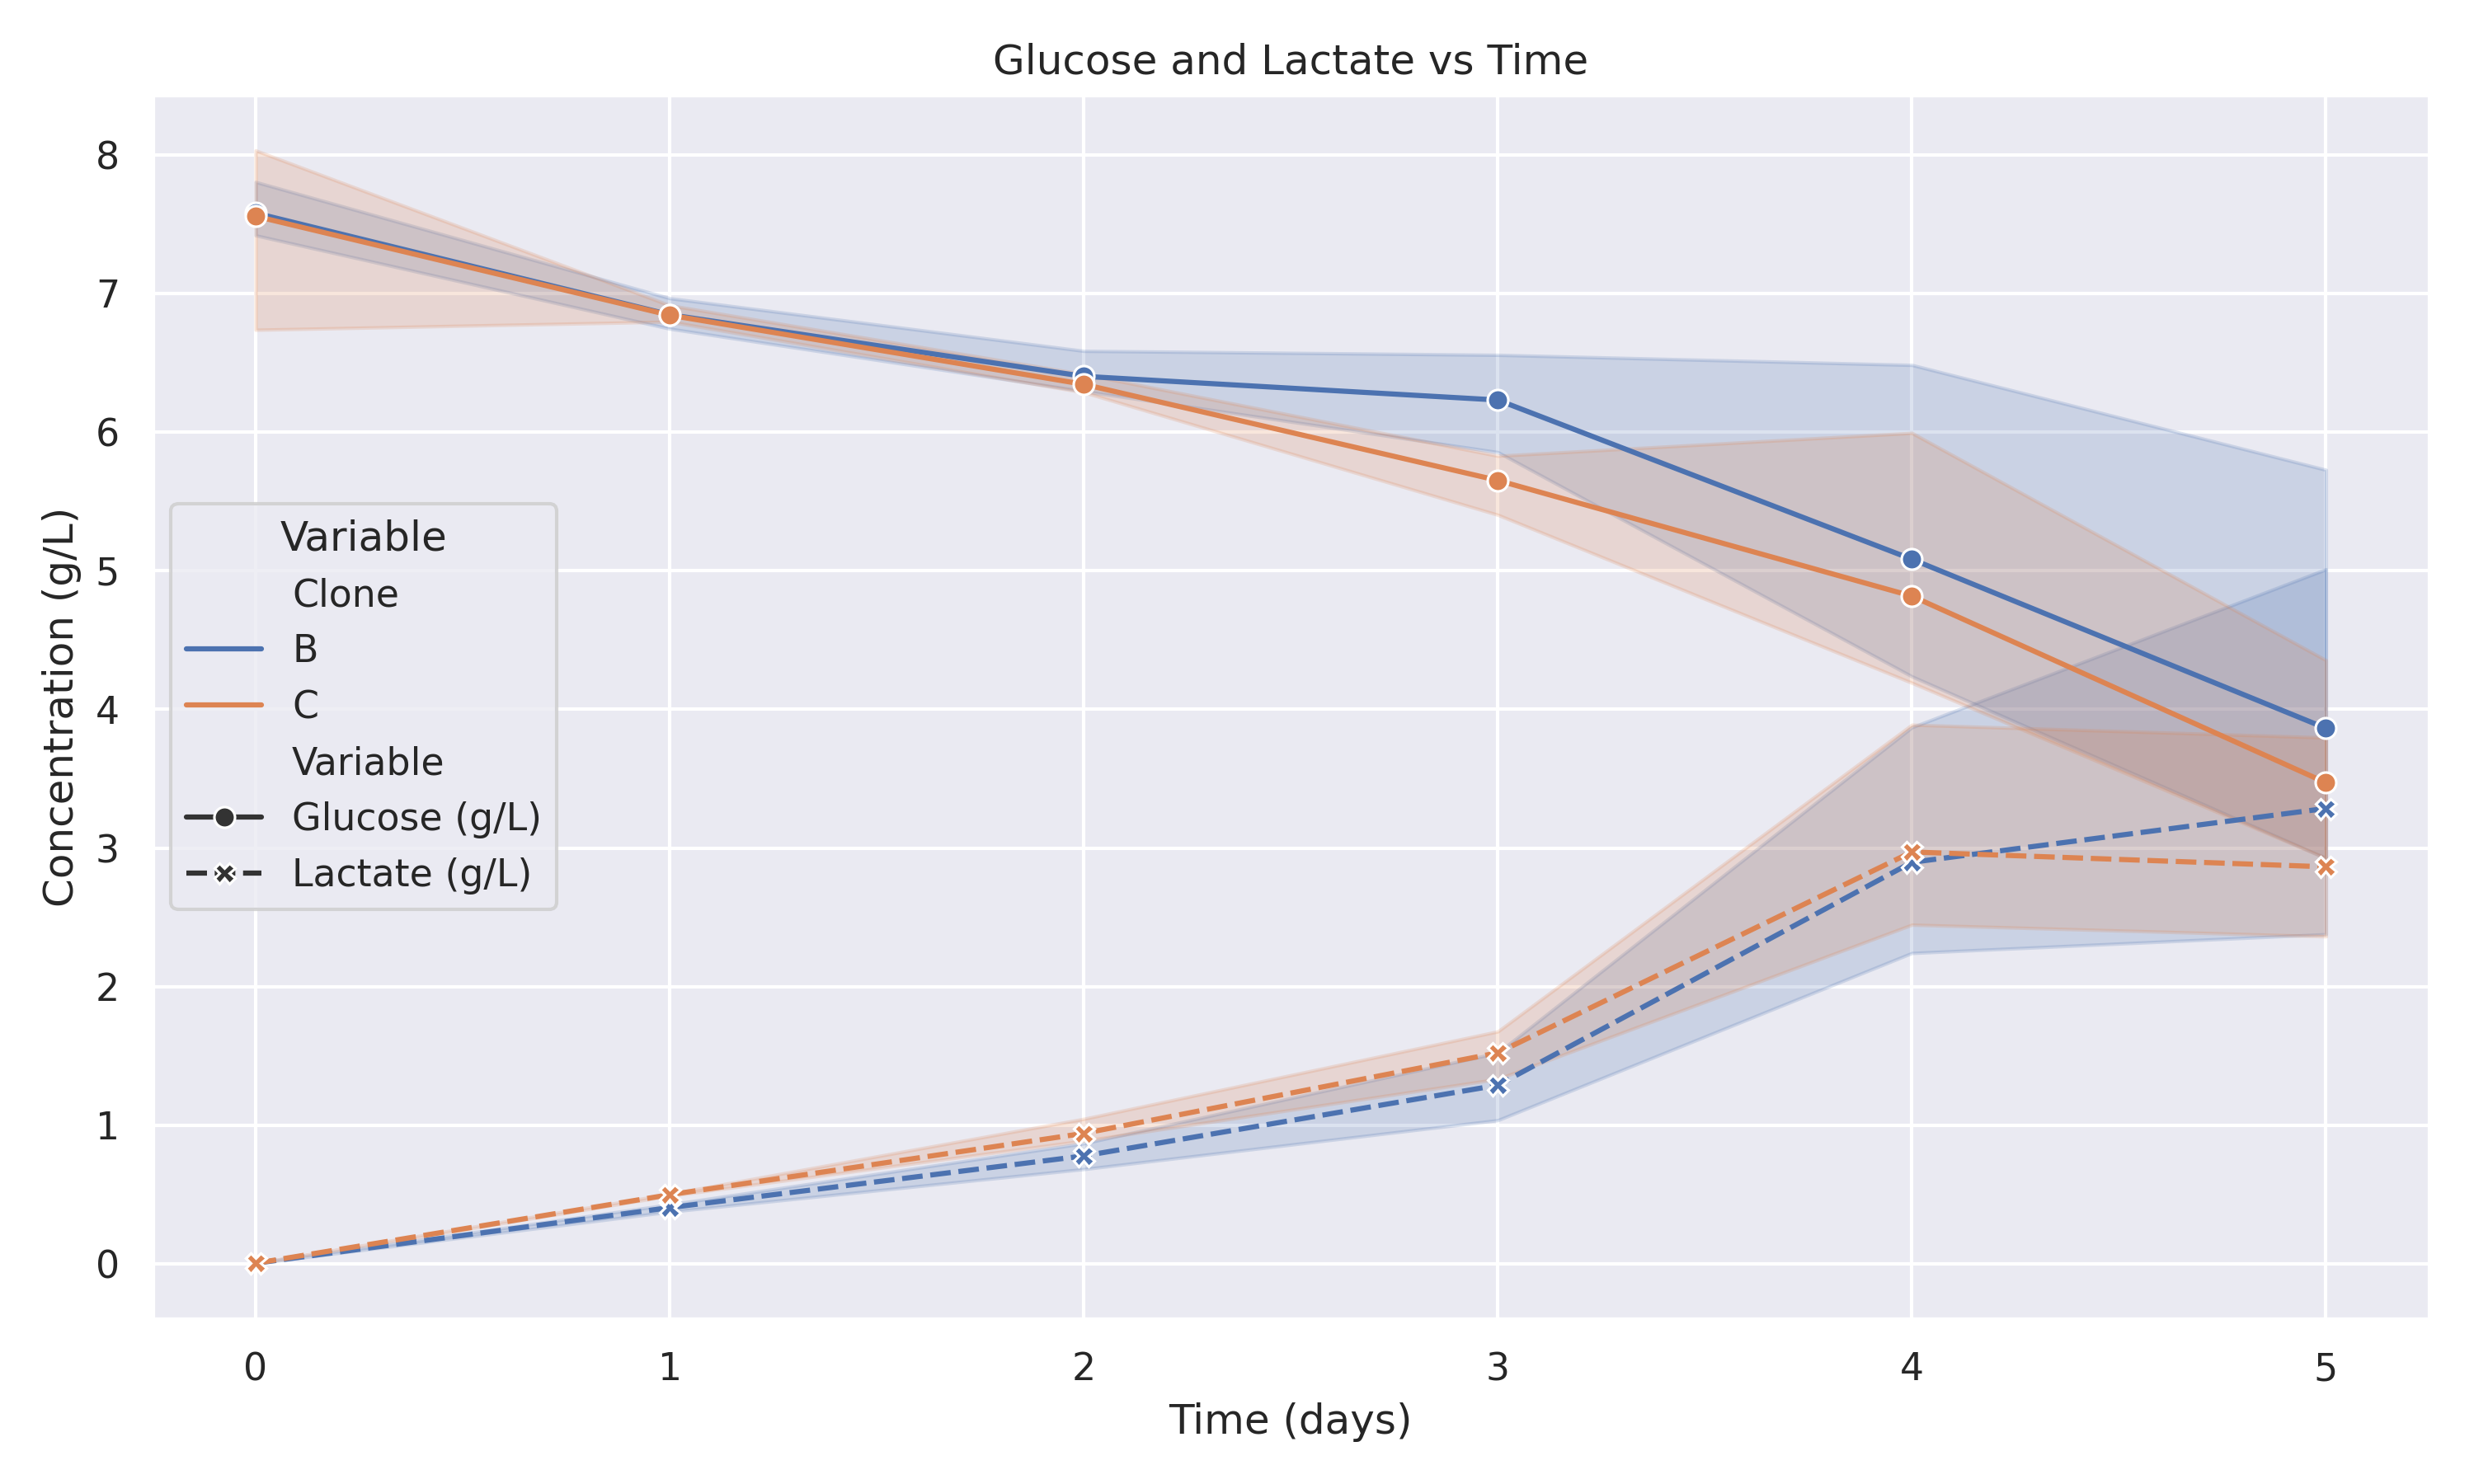 Glucose and Lactate vs Time
Concentration (g/L)
8
7
6
5
4
3
2
1
0
Variable
Clone
B
C
Variable
Glucose (g/L)
Lactate (g/L)
0 1 2 3 4 5
Time (days)